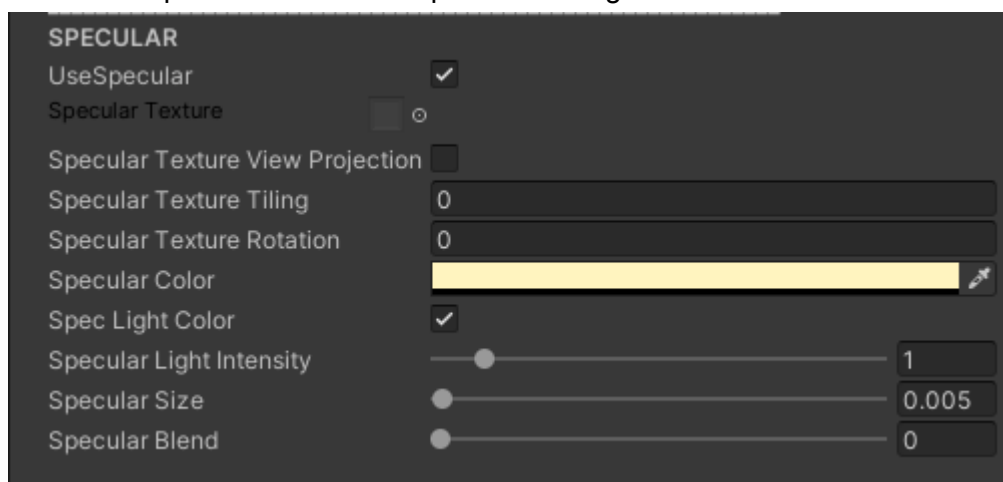 SPECULAR
UseSpecular
Specular Texture
Specular Texture View Projection
Specular Texture Tiling 0
Specular Texture Rotation 0
Specular Color
Spec Light Color
Specular Light Intensity 1
Specular Size 0.005
Specular Blend 0